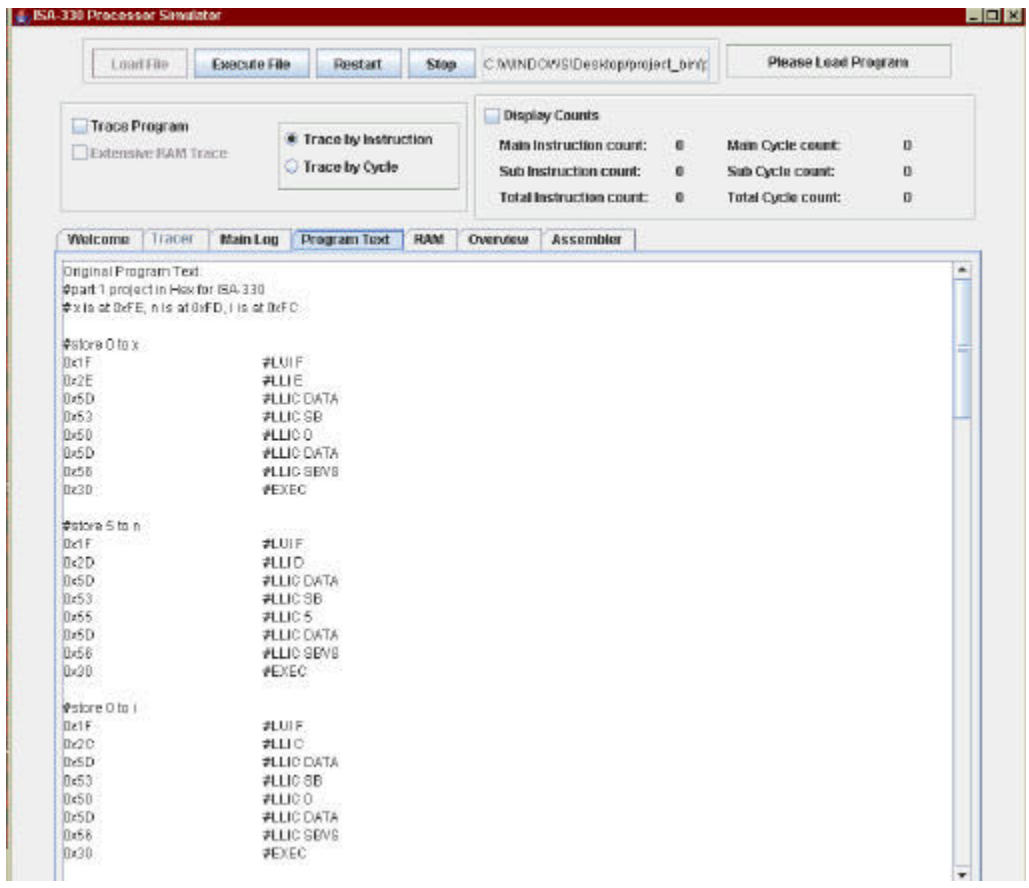 ISA-330 Processor Simulator
Load File Execute File Restart Stop C:\WINDOWS\Desktop\project_bin\p Please Load Program
Trace Program
Extensive RAM Trace
Trace by Instruction
Trace by Cycle
Display Counts
Main Instruction count: 0 Main Cycle count: 0
Sub Instruction count: 0 Sub Cycle count: 0
Total Instruction count: 0 Total Cycle count: 0
Welcome Tracer Main Log Program Text RAM Overview Assembler
Original Program Text:
#part 1 project in Hex for ISA-330
# x is at 0xFE, n is at 0xFD, i is at 0xFC
#store 0 to x
0x1F #LUI F
0x2E #LLI E
0x5D #LLIC DATA
0x53 #LLIC SB
0x50 #LLIC 0
0x5D #LLIC DATA
0x56 #LLIC SBVS
0x30 #EXEC
#store 5 to n
0x1F #LUI F
0x2D #LLI D
0x5D #LLIC DATA
0x53 #LLIC SB
0x55 #LLIC 5
0x5D #LLIC DATA
0x56 #LLIC SBVS
0x30 #EXEC
#store 0 to i
0x1F #LUI F
0x2C #LLI C
0x5D #LLIC DATA
0x53 #LLIC SB
0x50 #LLIC 0
0x5D #LLIC DATA
0x56 #LLIC SBVS
0x30 #EXEC